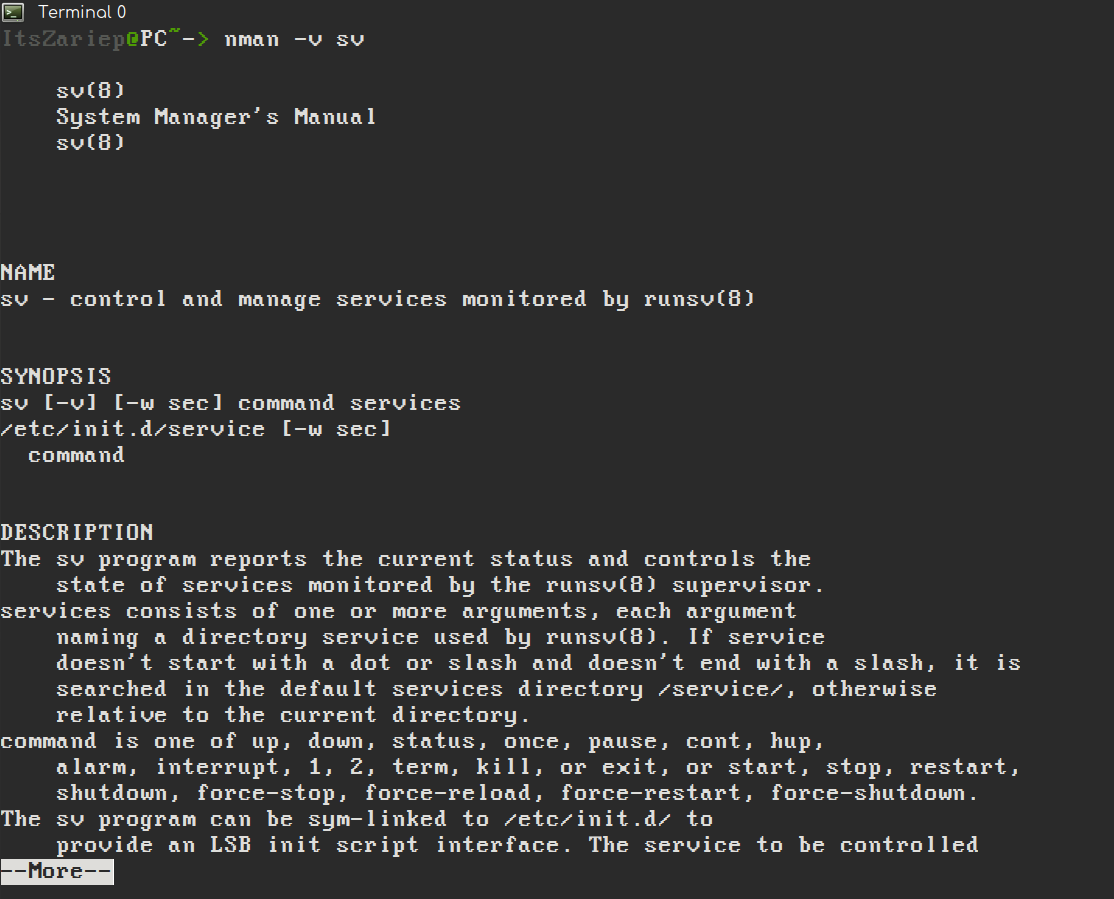 Terminal 0
ItsZariep@PC~-> nman -v sv
sv(8)
System Manager's Manual
sv(8)
NAME
sv - control and manage services monitored by runsv(8)
SYNOPSIS
sv [-v] [-w sec] command services
/etc/init.d/service [-w sec]
command
DESCRIPTION
The sv program reports the current status and controls the
state of services monitored by the runsv(8) supervisor.
services consists of one or more arguments, each argument
naming a directory service used by runsv(8). If service
doesn't start with a dot or slash and doesn't end with a slash, it is
searched in the default services directory /service/, otherwise
relative to the current directory.
command is one of up, down, status, once, pause, cont, hup,
alarm, interrupt, 1, 2, term, kill, or exit, or start, stop, restart,
shutdown, force-stop, force-reload, force-restart, force-shutdown.
The sv program can be sym-linked to /etc/init.d/ to
provide an LSB init script interface. The service to be controlled
--More--